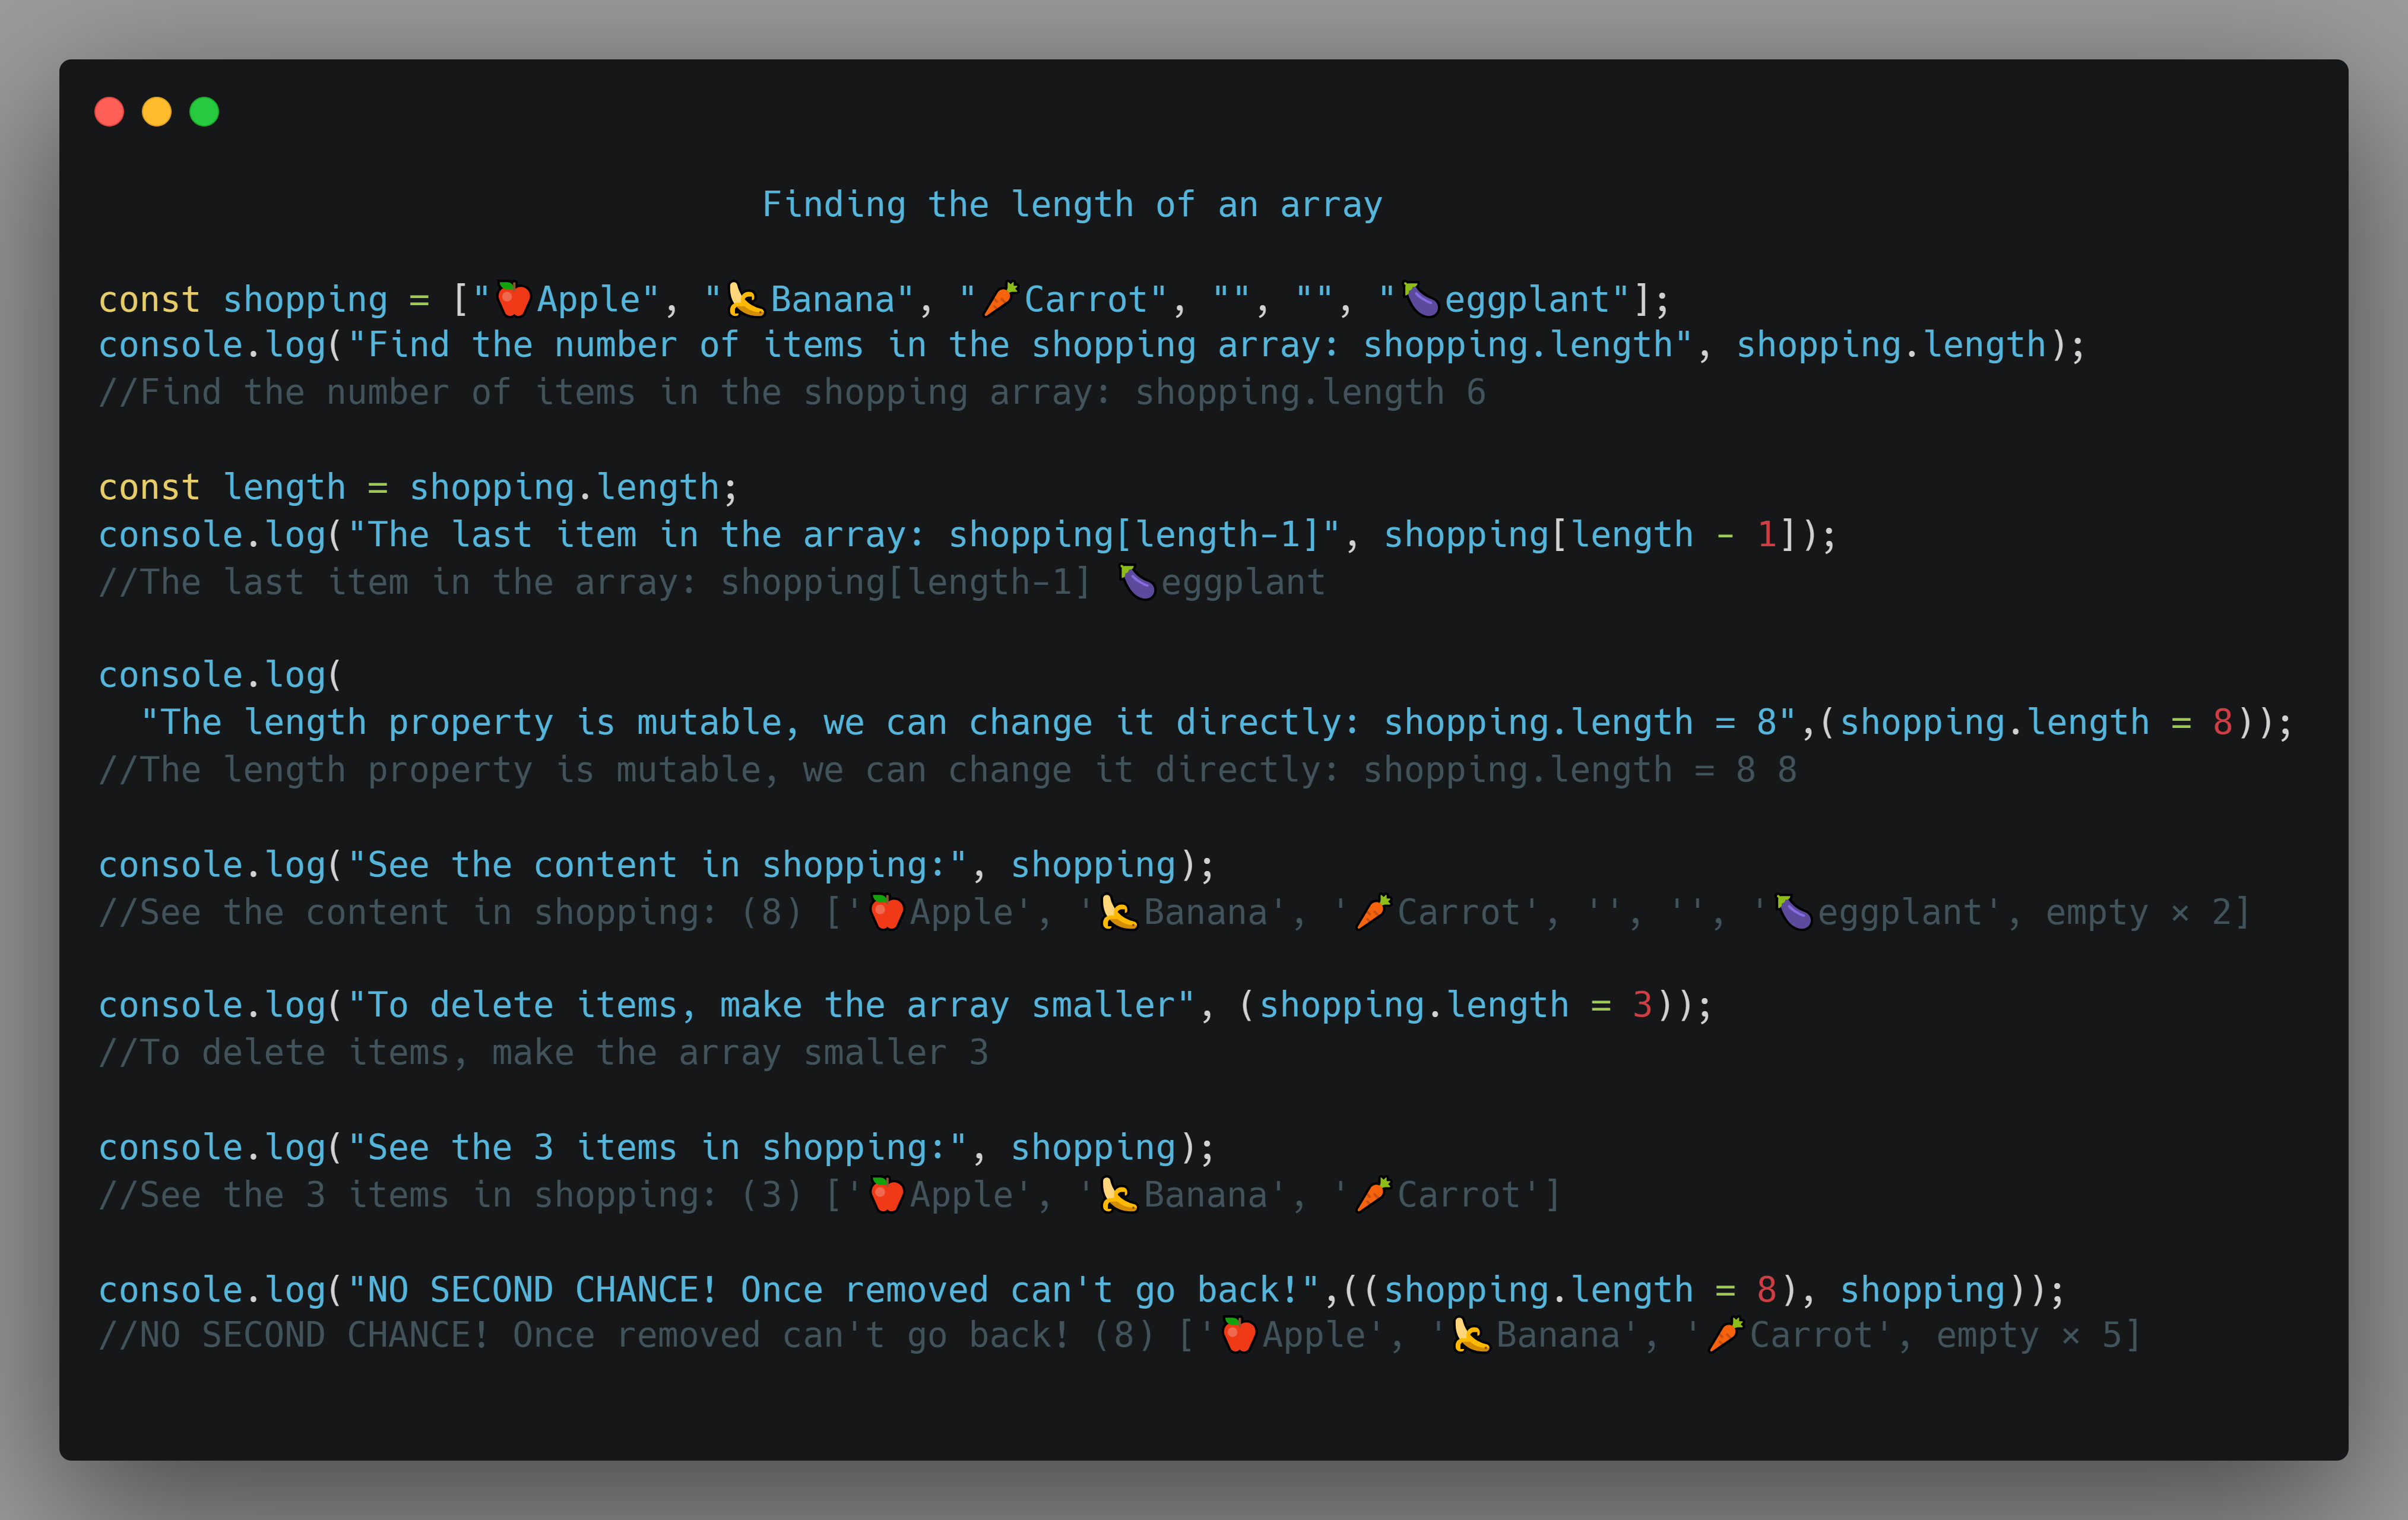 Finding the length of an array
const shopping = ["🍎Apple", "🍌Banana", "🥕Carrot", "", "", "🍆eggplant"];
console.log("Find the number of items in the shopping array: shopping.length", shopping.length);
//Find the number of items in the shopping array: shopping.length 6
const length = shopping.length;
console.log("The last item in the array: shopping[length-1]", shopping[length - 1]);
//The last item in the array: shopping[length-1] 🍆eggplant
console.log(
  "The length property is mutable, we can change it directly: shopping.length = 8",(shopping.length = 8));
//The length property is mutable, we can change it directly: shopping.length = 8 8
console.log("See the content in shopping:", shopping);
//See the content in shopping: (8) ['🍎Apple', '🍌Banana', '🥕Carrot', '', '', '🍆eggplant', empty × 2]
console.log("To delete items, make the array smaller", (shopping.length = 3));
//To delete items, make the array smaller 3
console.log("See the 3 items in shopping:", shopping);
//See the 3 items in shopping: (3) ['🍎Apple', '🍌Banana', '🥕Carrot']
console.log("NO SECOND CHANCE! Once removed can't go back!",((shopping.length = 8), shopping));
//NO SECOND CHANCE! Once removed can't go back! (8) ['🍎Apple', '🍌Banana', '🥕Carrot', empty × 5]